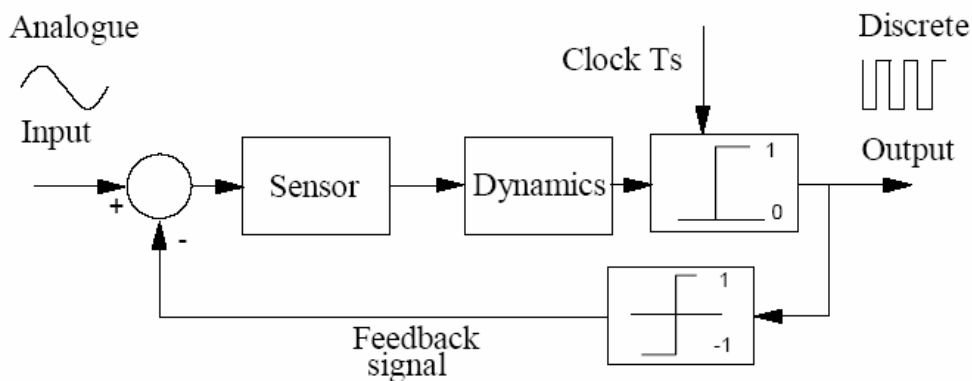 Analogue
Input
+
-
Sensor
Dynamics
Clock Ts
1
0
Discrete
Output
1
-1
Feedback
signal